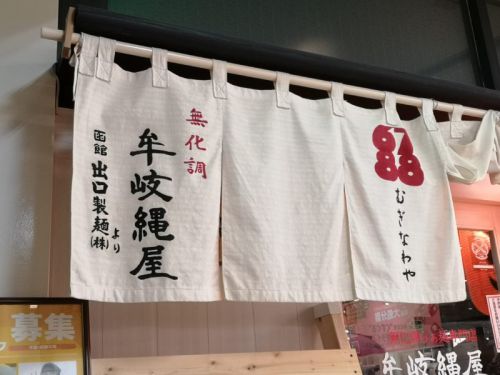 無化調
牟岐縄屋
函館 出口製麺(株)より
むぎなわや
募集
牟岐縄屋